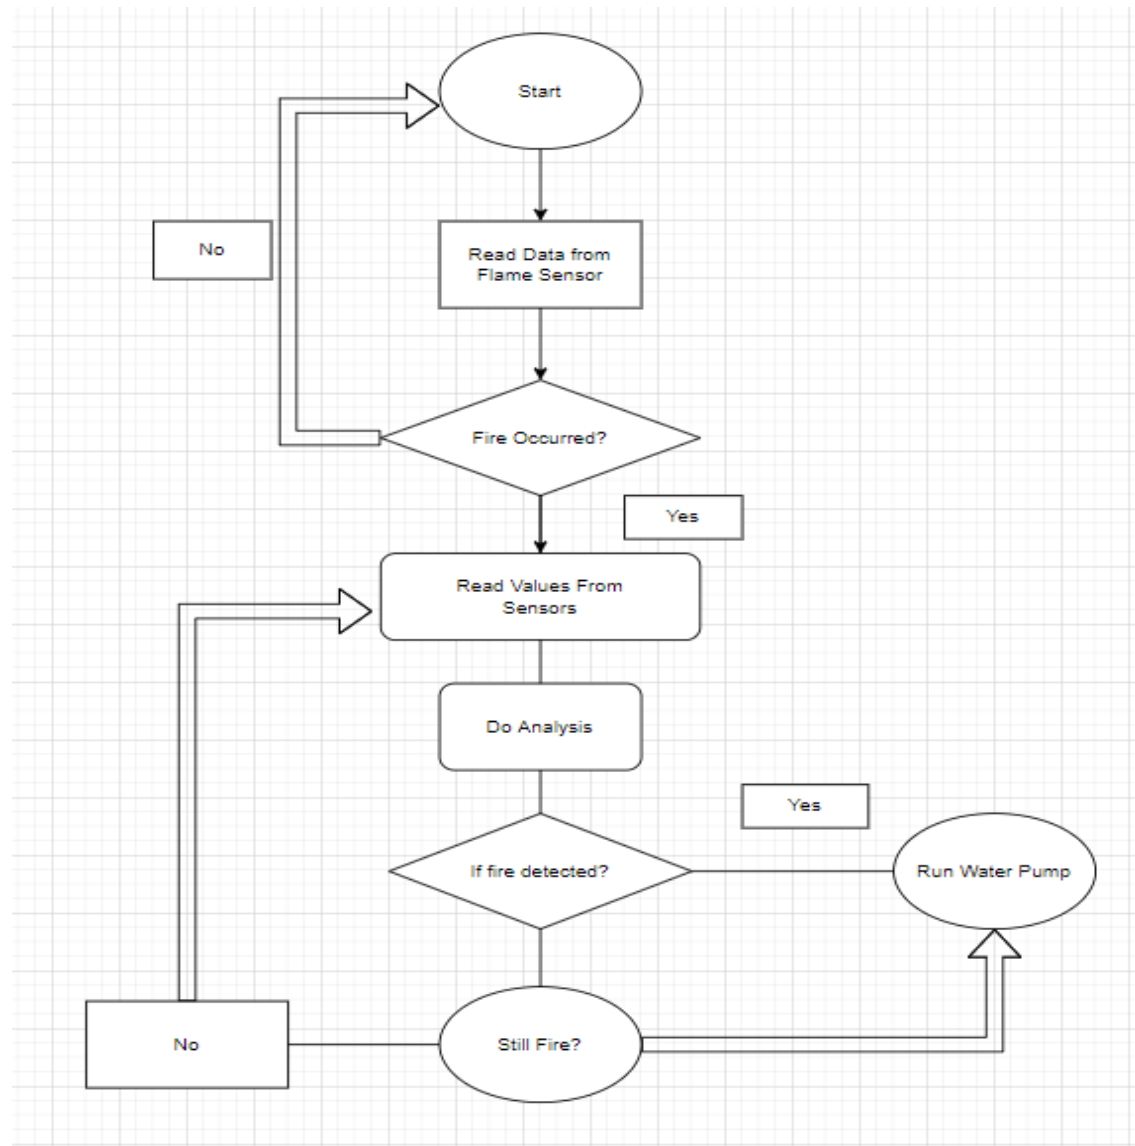 Start
No
Read Data from
Flame Sensor
Fire Occurred?
Yes
Read Values From
Sensors
Do Analysis
Yes
If fire detected?
Run Water Pump
No
Still Fire?